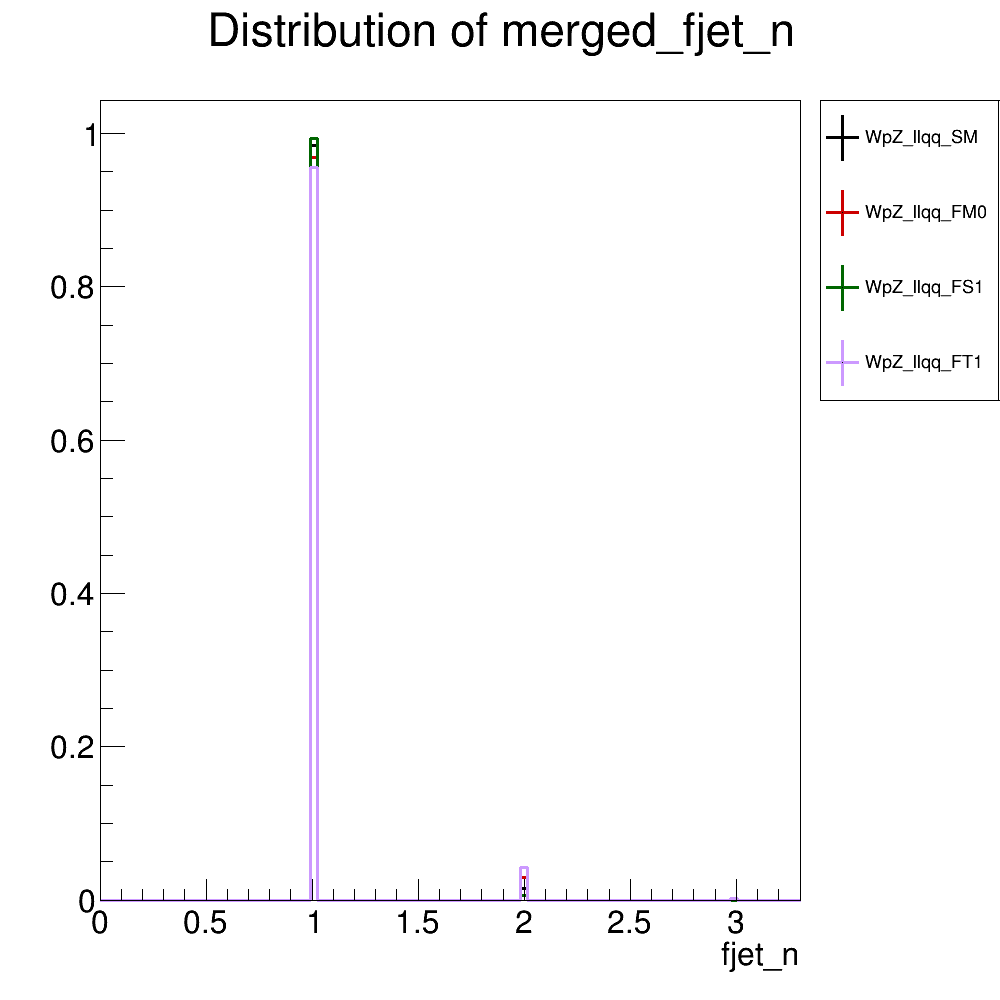 Distribution of merged_fjet_n
1
0.8
0.6
0.4
0.2
0
0 0.5 1 1.5 2 2.5 3
fjet_n
WpZ_llqq_SM
WpZ_llqq_FM0
WpZ_llqq_FS1
WpZ_llqq_FT1